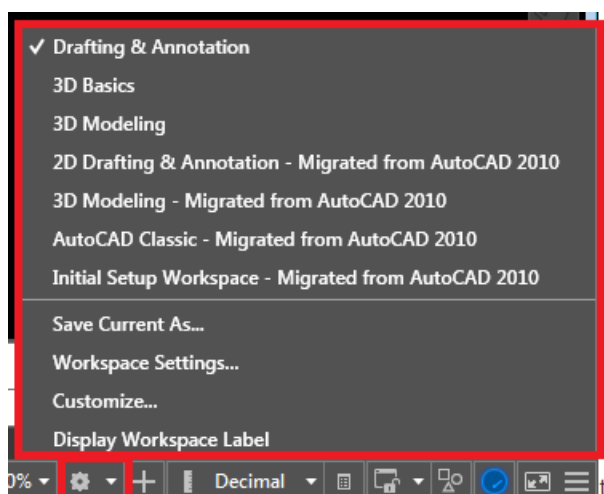 ✓ Drafting & Annotation
3D Basics
3D Modeling
2D Drafting & Annotation - Migrated from AutoCAD 2010
3D Modeling - Migrated from AutoCAD 2010
AutoCAD Classic - Migrated from AutoCAD 2010
Initial Setup Workspace - Migrated from AutoCAD 2010
Save Current As...
Workspace Settings...
Customize...
Display Workspace Label
0% Decimal